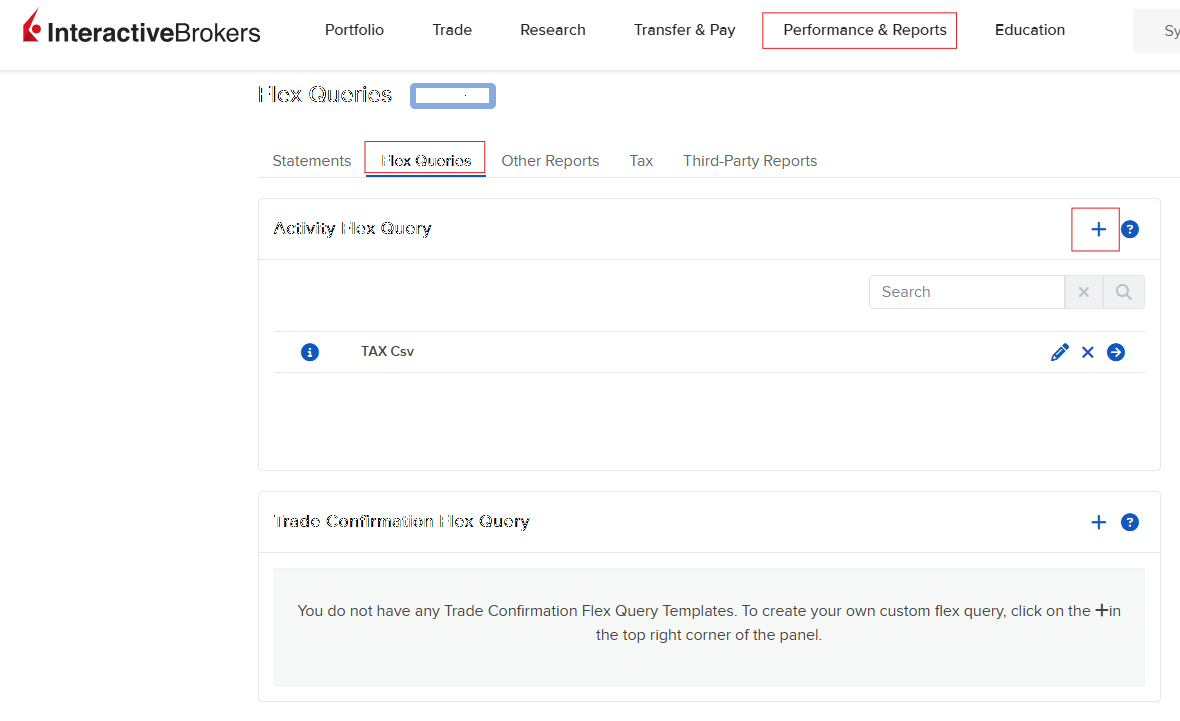 InteractiveBrokers Portfolio Trade Research Transfer & Pay Performance & Reports Education Sy
Flex Queries
Statements Flex Queries Other Reports Tax Third-Party Reports
Activity Flex Query + ?
Search
TAX Csv
Trade Confirmation Flex Query + ?
You do not have any Trade Confirmation Flex Query Templates. To create your own custom flex query, click on the +in
the top right corner of the panel.